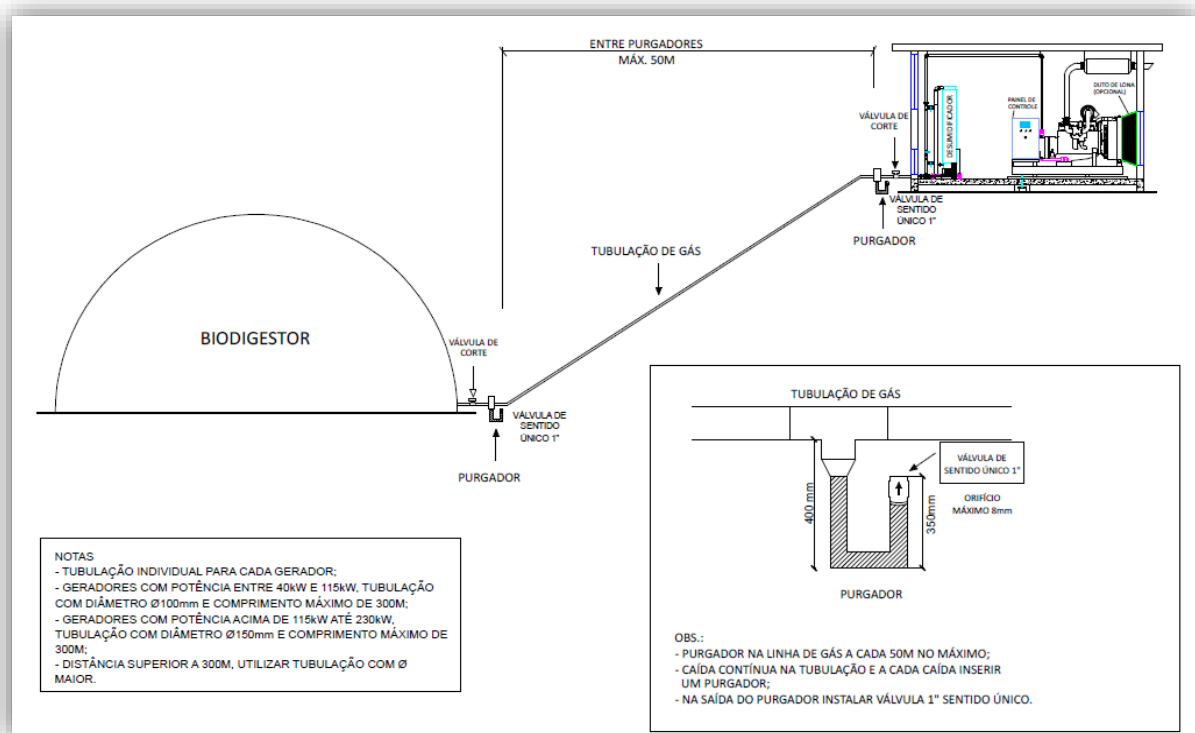 ENTRE PURGADORES
MÁX. 50M
VÁLVULA DE
CORTE
DESUMIDIFICADOR
PAINEL DE
CONTROLE
DUTO DE LONA
(OPCIONAL)
VÁLVULA DE
SENTIDO
ÚNICO 1"
PURGADOR
TUBULAÇÃO DE GÁS
BIODIGESTOR
VÁLVULA DE
CORTE
VÁLVULA DE
SENTIDO
ÚNICO 1"
PURGADOR
TUBULAÇÃO DE GÁS
VÁLVULA DE
SENTIDO ÚNICO 1"
400 mm
350mm
ORIFÍCIO
MÁXIMO 8mm
PURGADOR
OBS.:
- PURGADOR NA LINHA DE GÁS A CADA 50M NO MÁXIMO;
- CAÍDA CONTÍNUA NA TUBULAÇÃO E A CADA CAÍDA INSERIR
UM PURGADOR;
- NA SAÍDA DO PURGADOR INSTALAR VÁLVULA 1" SENTIDO ÚNICO.
NOTAS
- TUBULAÇÃO INDIVIDUAL PARA CADA GERADOR;
- GERADORES COM POTÊNCIA ENTRE 40kW E 115kW, TUBULAÇÃO
COM DIÂMETRO Ø100mm E COMPRIMENTO MÁXIMO DE 300M;
- GERADORES COM POTÊNCIA ACIMA DE 115kW ATÉ 230kW,
TUBULAÇÃO COM DIÂMETRO Ø150mm E COMPRIMENTO MÁXIMO DE
300M;
- DISTÂNCIA SUPERIOR A 300M, UTILIZAR TUBULAÇÃO COM Ø
MAIOR.